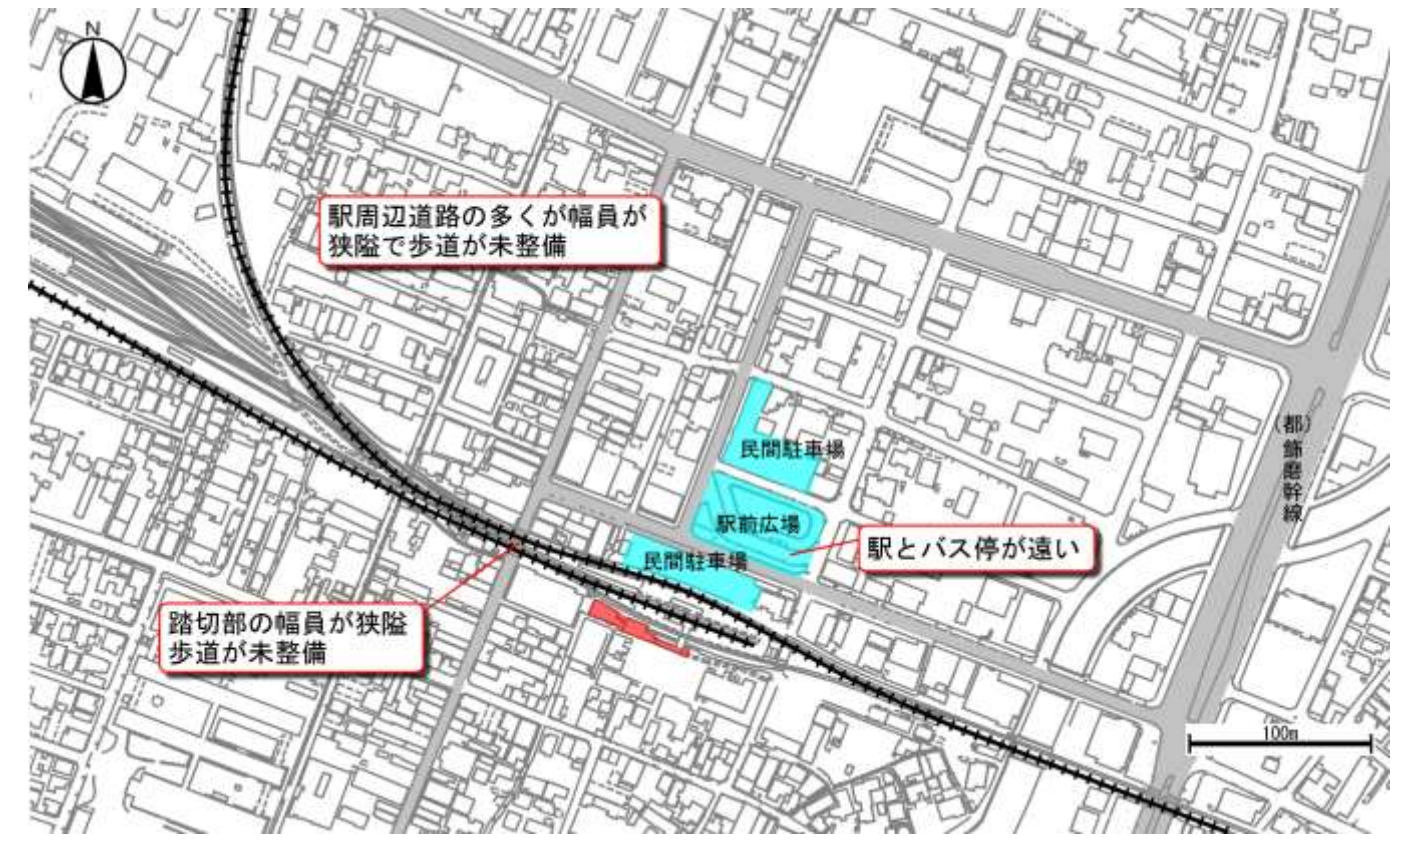 N
駅周辺道路の多くが幅員が
狭隘で歩道が未整備
(都)飾磨幹線
民間駐車場
駅前広場
駅とバス停が遠い
民間駐車場
踏切部の幅員が狭隘
歩道が未整備
100m